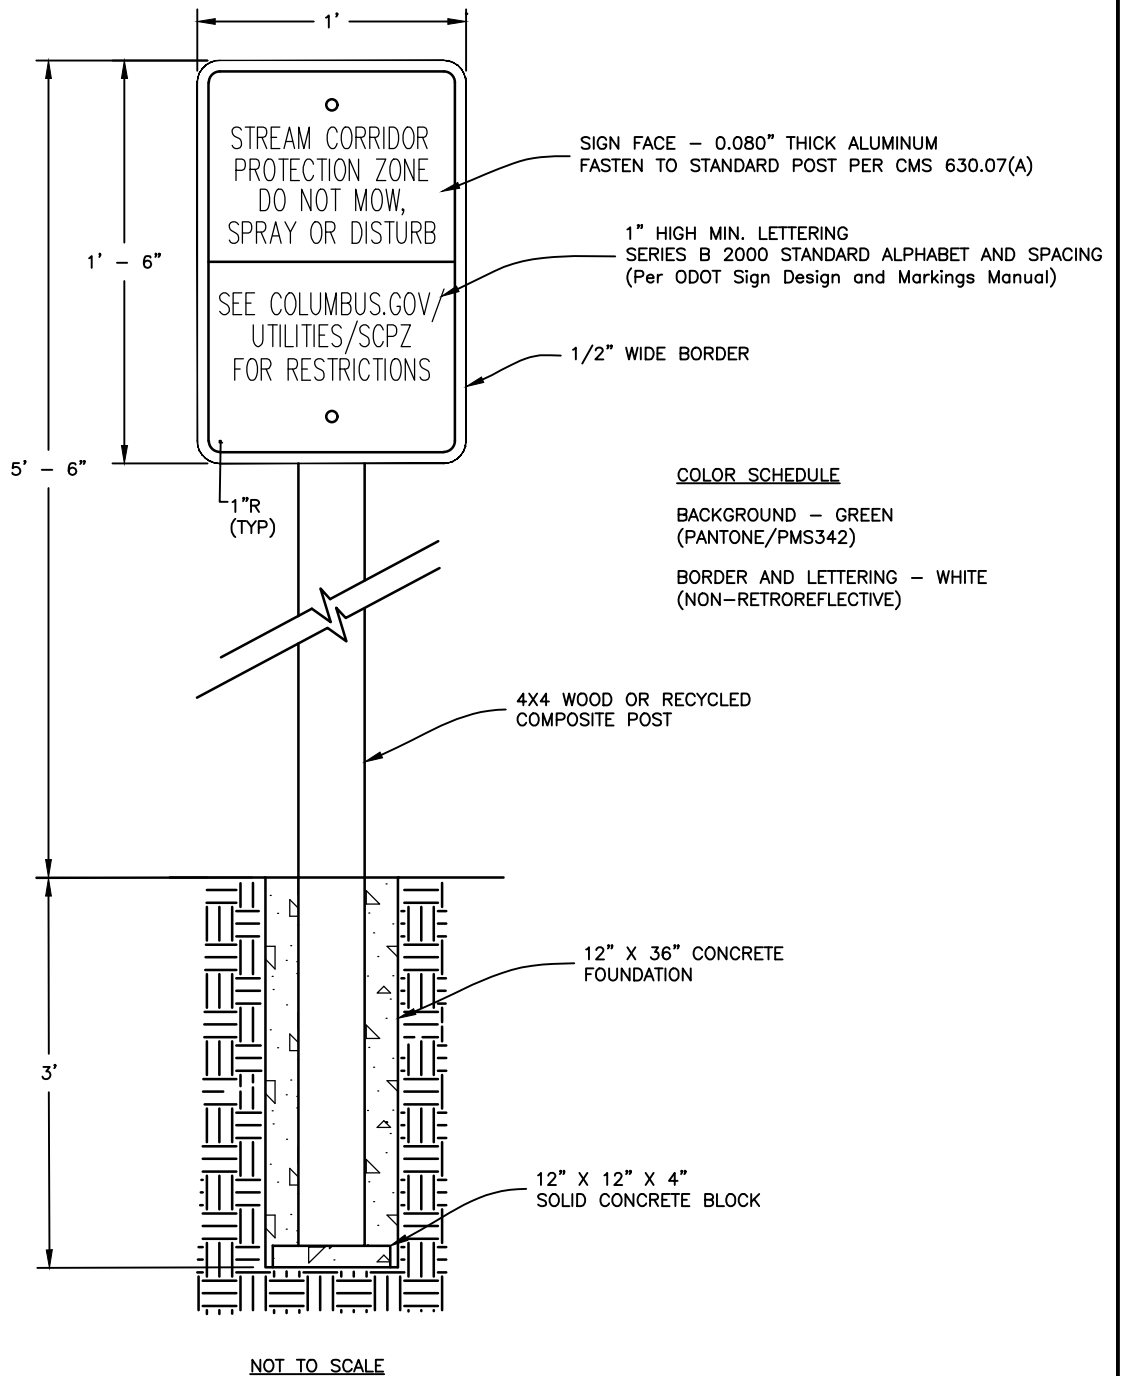 1'
STREAM CORRIDOR
PROTECTION ZONE
DO NOT MOW,
SPRAY OR DISTURB
SEE COLUMBUS.GOV/
UTILITIES/SCPZ
FOR RESTRICTIONS
SIGN FACE – 0.080" THICK ALUMINUM
FASTEN TO STANDARD POST PER CMS 630.07(A)
1" HIGH MIN. LETTERING
SERIES B 2000 STANDARD ALPHABET AND SPACING
(Per ODOT Sign Design and Markings Manual)
1' – 6"
1/2" WIDE BORDER
5' – 6"
1"R
(TYP)
COLOR SCHEDULE
BACKGROUND – GREEN
(PANTONE/PMS342)
BORDER AND LETTERING – WHITE
(NON–RETROREFLECTIVE)
4X4 WOOD OR RECYCLED
COMPOSITE POST
12" X 36" CONCRETE
FOUNDATION
3'
12" X 12" X 4"
SOLID CONCRETE BLOCK
NOT TO SCALE